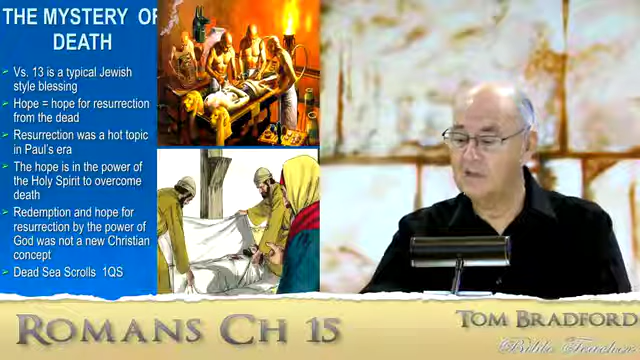 THE MYSTERY OF
DEATH
Vs. 13 is a typical Jewish
style blessing
Hope = hope for resurrection
from the dead
Resurrection was a hot topic
in Paul's era
The hope is in the power of
the Holy Spirit to overcome
death
Redemption and hope for
resurrection by the power of
God was not a new Christian
concept
Dead Sea Scrolls 1QS
ROMANS CH 15
TOM BRADFORD
Bible Teacher